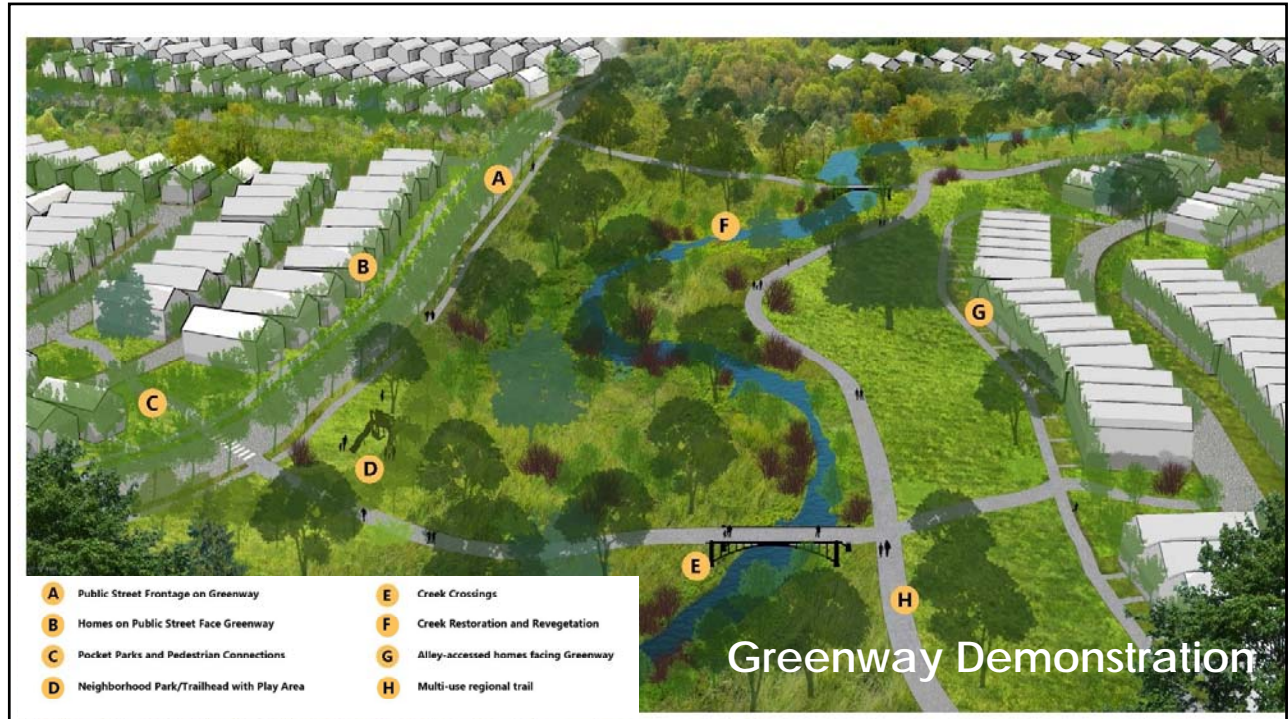 A
B
F
G
C
D
E
H
A Public Street Frontage on Greenway
B Homes on Public Street Face Greenway
C Pocket Parks and Pedestrian Connections
D Neighborhood Park/Trailhead with Play Area
E Creek Crossings
F Creek Restoration and Revegetation
G Alley-accessed homes facing Greenway
H Multi-use regional trail
Greenway Demonstration